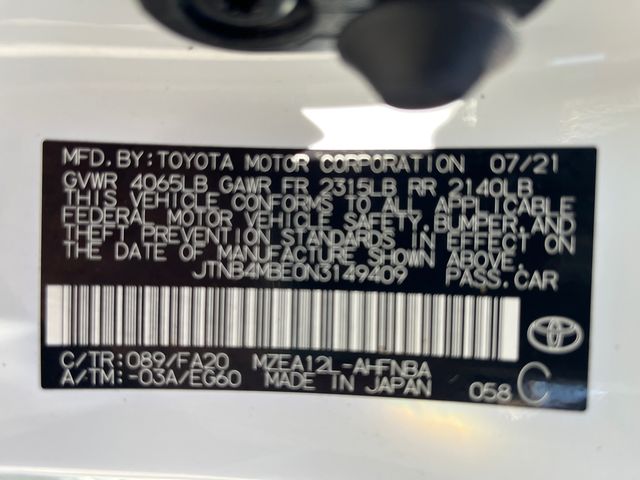 MFD.BY:TOYOTA MOTOR CORPORATION 07/21
GVWR 4065LB GAWR FR 2315LB RR 2140LB
THIS VEHICLE CONFORMS TO ALL APPLICABLE
FEDERAL MOTOR VEHICLE SAFETY,BUMPER,AND
THEFT PREVENTION STANDARDS IN EFFECT ON
THE DATE OF MANUFACTURE SHOWN ABOVE.
JTNB4MBE0N3149409 PASS.CAR
C/TR:089/FA20 MZEA12L-AHFNBA
A/TM:-03A/EG60 MADE IN JAPAN 058 C